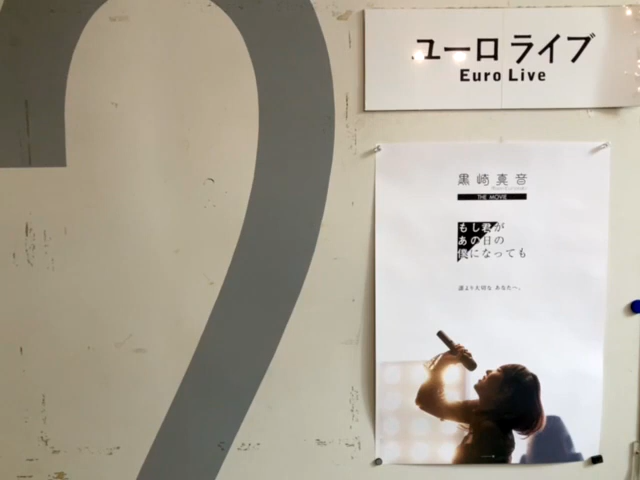 2
ユーロ ライブ
Euro Live
黒崎真音
THE MOVIE
もし君が
あの日の
僕になっても
誰より大切な あなたへ。